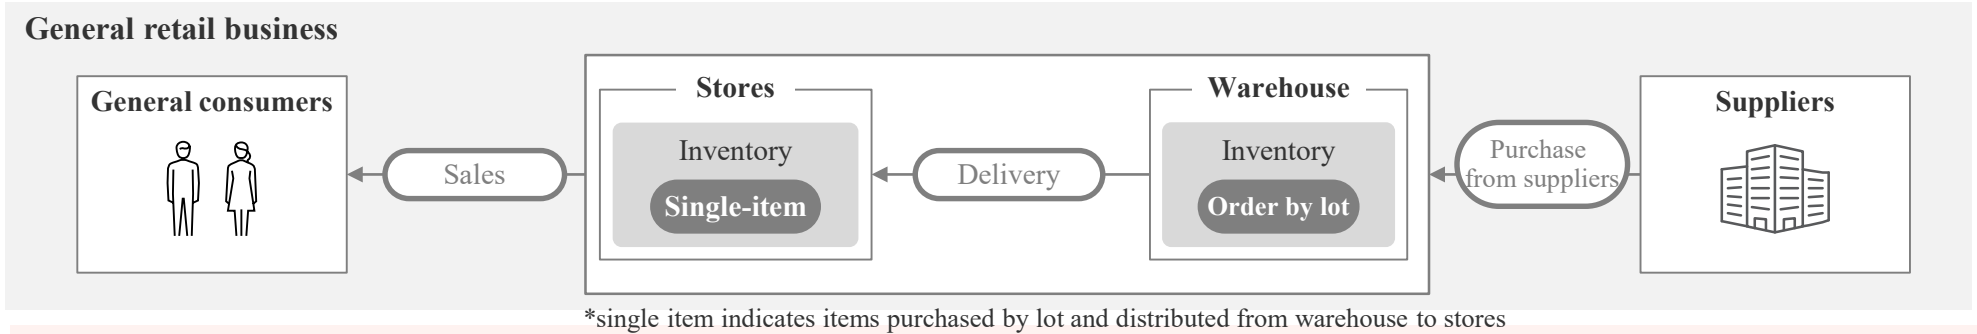 General retail business
General consumers
Sales
Stores
Inventory
Single-item
Delivery
Warehouse
Inventory
Order by lot
Purchase
from suppliers
Suppliers
*single item indicates items purchased by lot and distributed from warehouse to stores